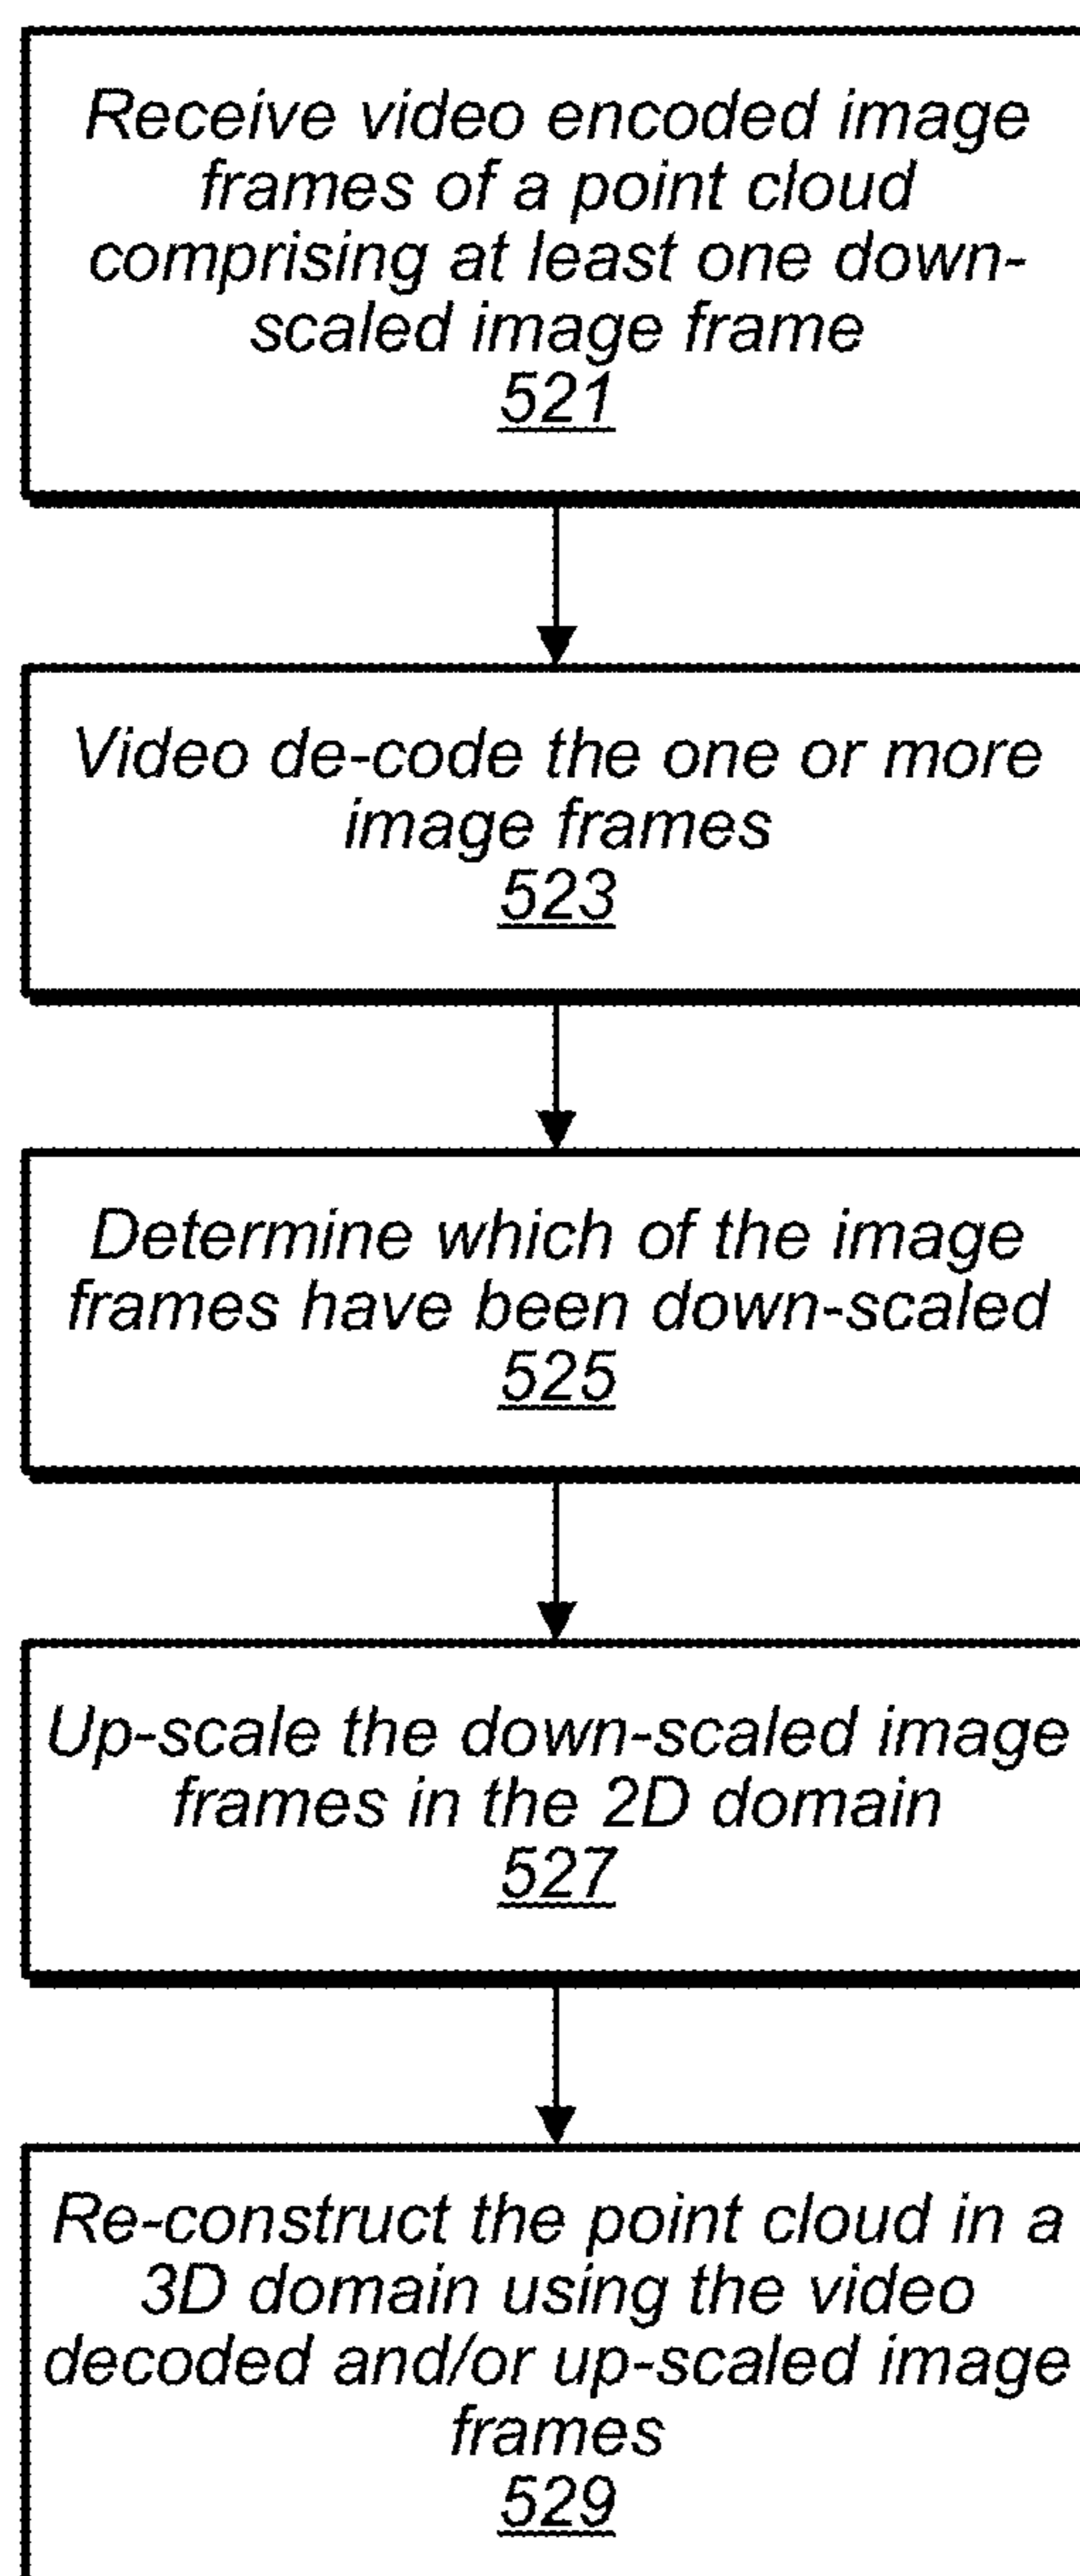 Receive video encoded image
frames of a point cloud
comprising at least one down-
scaled image frame
521
Video de-code the one or more
image frames
523
Determine which of the image
frames have been down-scaled
525
Up-scale the down-scaled image
frames in the 2D domain
527
Re-construct the point cloud in a
3D domain using the video
decoded and/or up-scaled image
frames
529